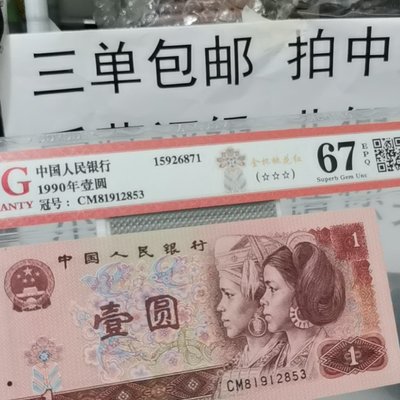 三单包邮 拍中
G 中国人民银行 15926871 金杯桃花红 67 EPQ
ANTY 1990年壹圆 (☆☆☆) Superb Gem Unc
冠号: CM81912853
中国人民银行
1
壹圆
CM81912853
1